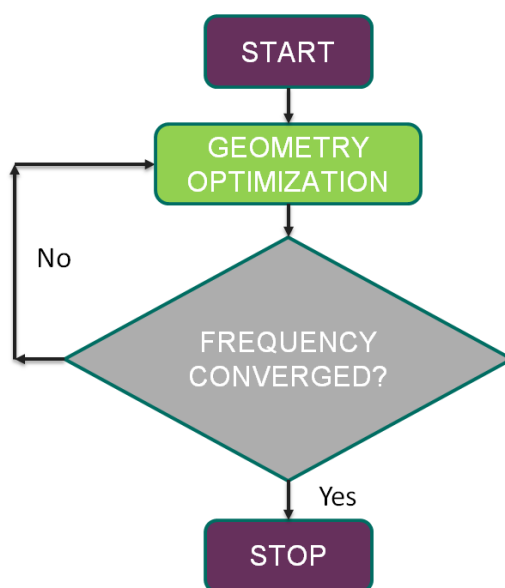 START
GEOMETRY
OPTIMIZATION
No
FREQUENCY
CONVERGED?
Yes
STOP